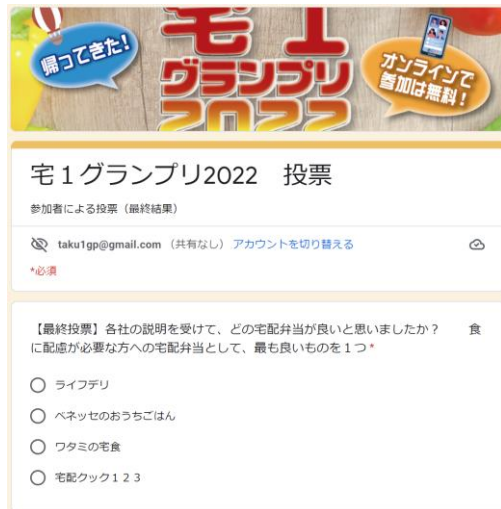 帰ってきた!
宅1
グランプリ
2022
オンラインで
参加は無料!
宅1グランプリ2022 投票
参加者による投票(最終結果)
taku1gp@gmail.com (共有なし) アカウントを切り替える
*必須
【最終投票】各社の説明を受けて、どの宅配弁当が良いと思いましたか? 食
に配慮が必要な方への宅配弁当として、最も良いものを1つ*
ライフデリ
ベネッセのおうちごはん
ワタミの宅食
宅配クック123